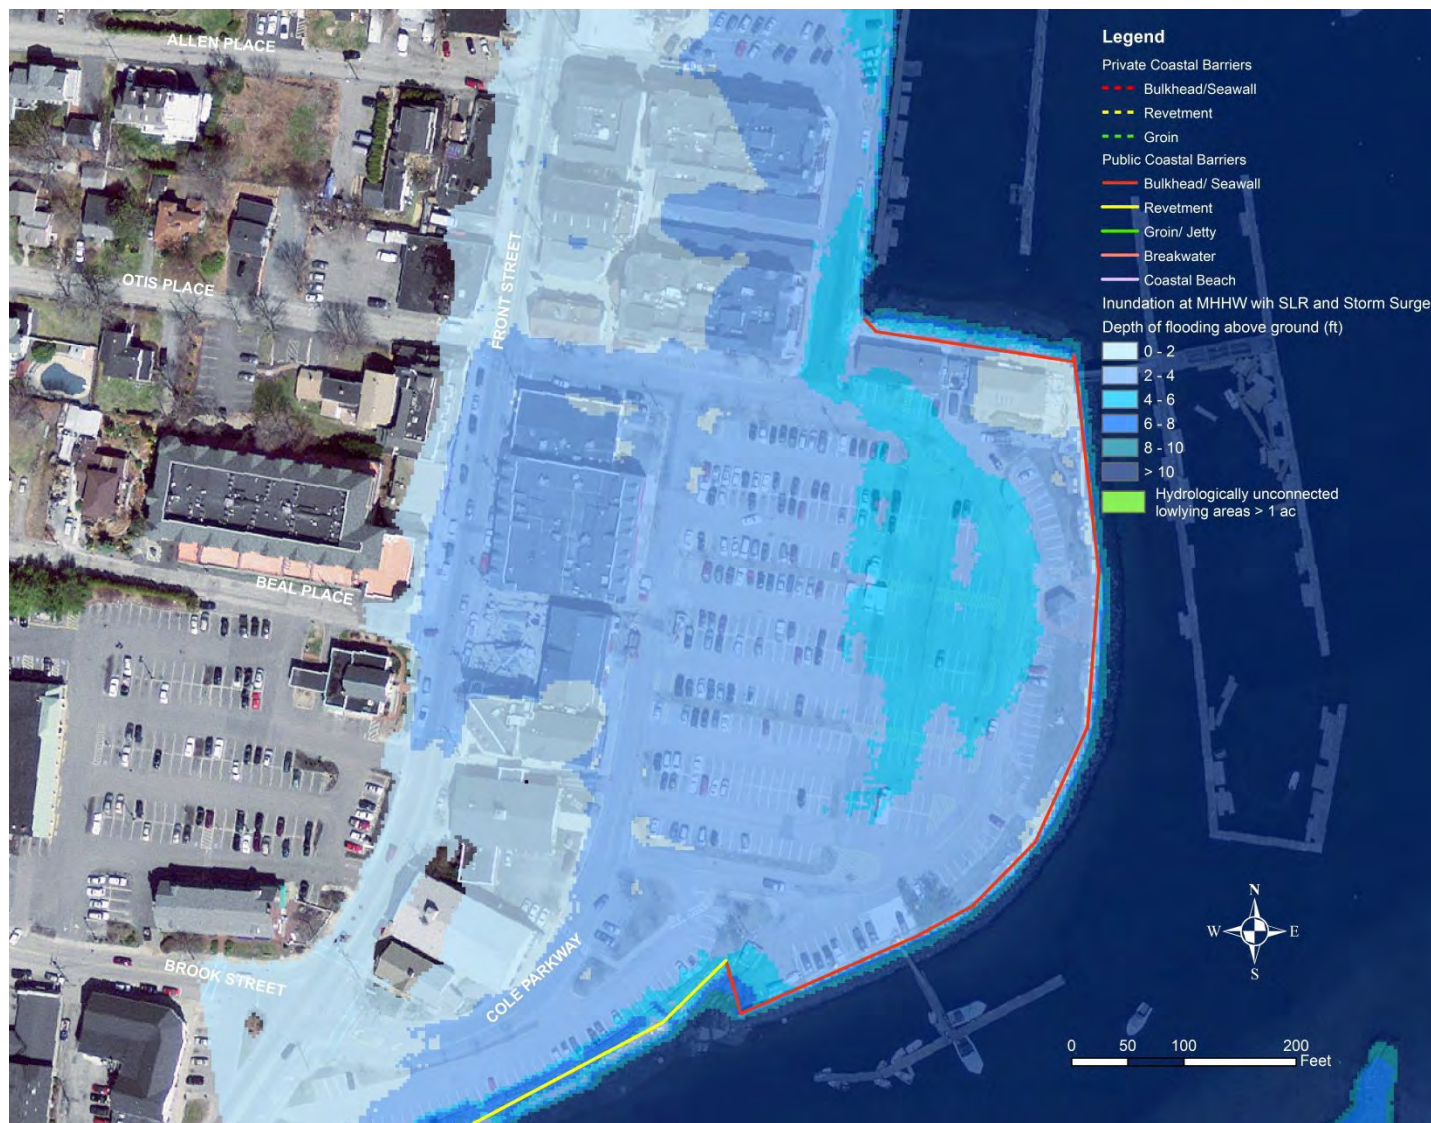 ALLEN PLACE
OTIS PLACE
FRONT STREET
BEAL PLACE
BROOK STREET
COLE PARKWAY
Legend
Private Coastal Barriers
Bulkhead/Seawall
Revetment
Groin
Public Coastal Barriers
Bulkhead/ Seawall
Revetment
Groin/ Jetty
Breakwater
Coastal Beach
Inundation at MHHW wih SLR and Storm Surge
Depth of flooding above ground (ft)
0 - 2
2 - 4
4 - 6
6 - 8
8 - 10
> 10
Hydrologically unconnected
lowlying areas > 1 ac
N
W E
S
0 50 100 200
Feet